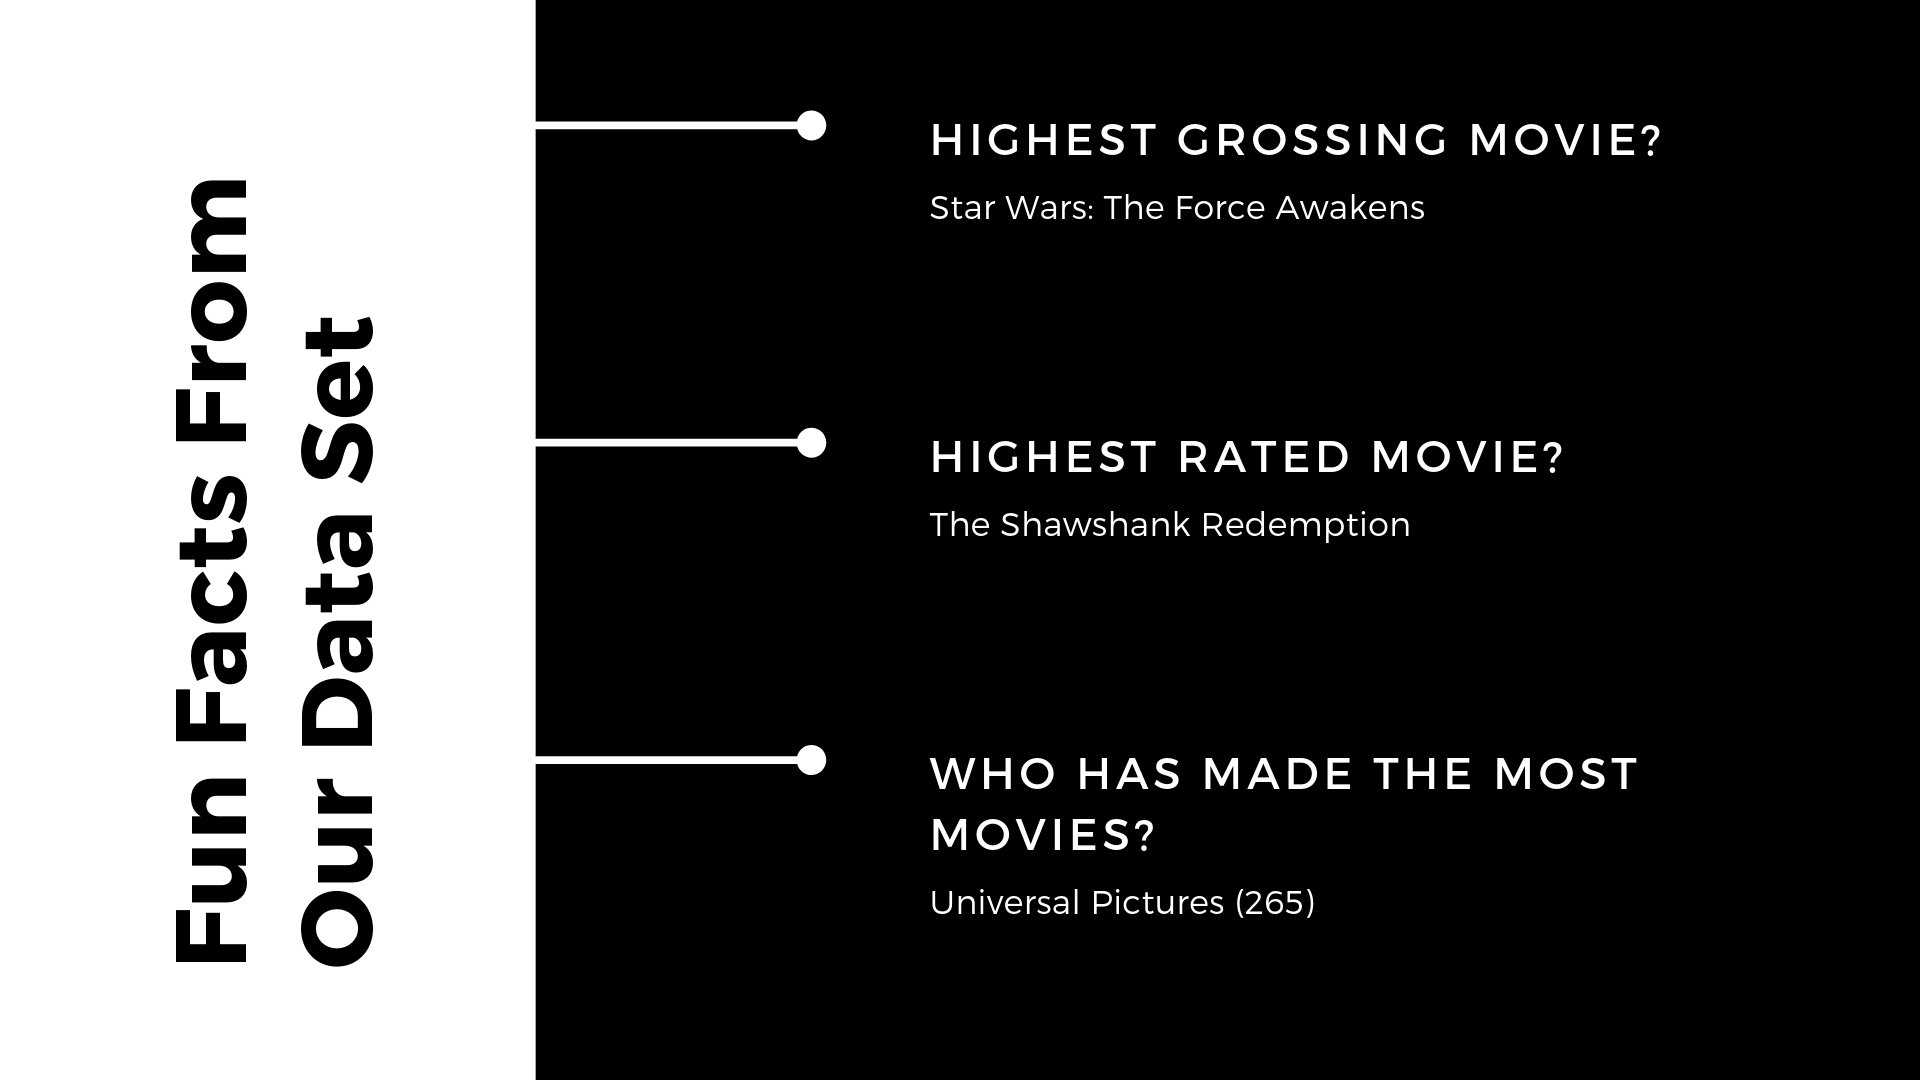 Fun Facts From
Our Data Set
HIGHEST GROSSING MOVIE?
Star Wars: The Force Awakens
HIGHEST RATED MOVIE?
The Shawshank Redemption
WHO HAS MADE THE MOST
MOVIES?
Universal Pictures (265)